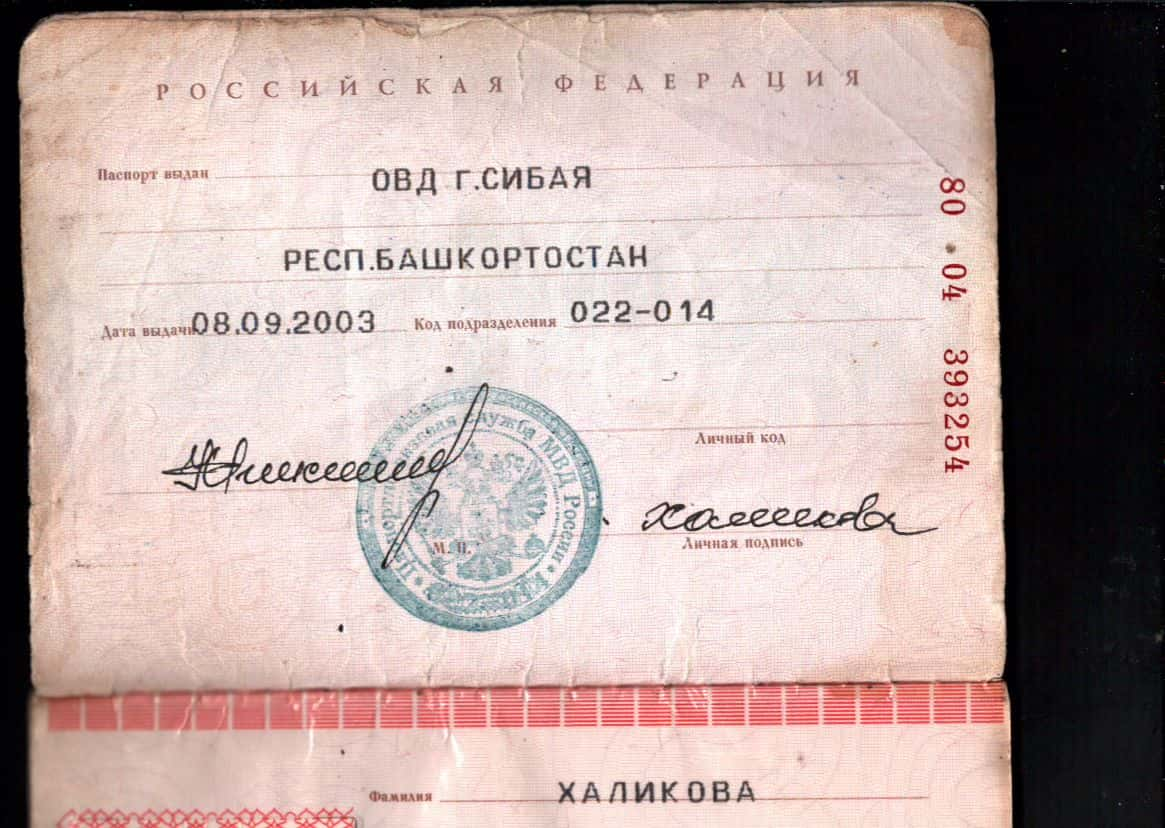 РОССИЙСКАЯ ФЕДЕРАЦИЯ
Паспорт выдан ОВД Г.СИБАЯ
РЕСП.БАШКОРТОСТАН
Дата выдачи 08.09.2003 Код подразделения 022-014
80 04 393254
Личный код
служба МВД России
М. П.
Халикова
Личная подпись
Фамилия ХАЛИКОВА